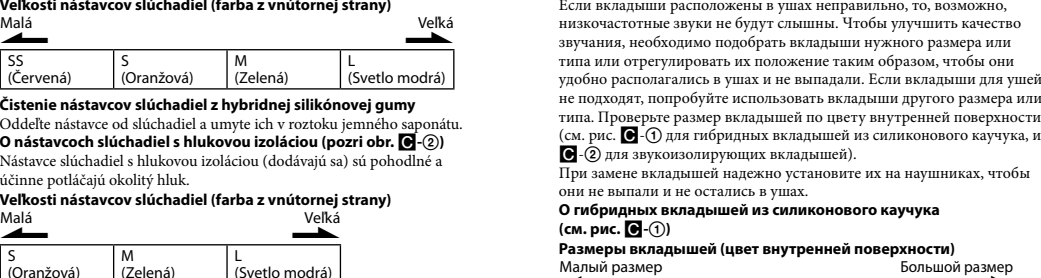 Veľkosti nástavcov slúchadiel (farba z vnútornej strany)
Malá Veľká
SS S M L
(Červená) (Oranžová) (Zelená) (Svetlo modrá)
Čistenie nástavcov slúchadiel z hybridnej silikónovej gumy
Oddeľte nástavce od slúchadiel a umyte ich v roztoku jemného saponátu.
O nástavcoch slúchadiel s hlukovou izoláciou (pozri obr. C-②)
Nástavce slúchadiel s hlukovou izoláciou (dodávajú sa) sú pohodlné a
účinne potláčajú okolitý hluk.
Veľkosti nástavcov slúchadiel (farba z vnútornej strany)
Malá Veľká
S M L
(Oranžová) (Zelená) (Svetlo modrá)
Если вкладыши расположены в ушах неправильно, то, возможно,
низкочастотные звуки не будут слышны. Чтобы улучшить качество
звучания, необходимо подобрать вкладыши нужного размера или
типа или отрегулировать их положение таким образом, чтобы они
удобно располагались в ушах и не выпадали. Если вкладыши для ушей
не подходят, попробуйте использовать вкладыши другого размера или
типа. Проверьте размер вкладышей по цвету внутренней поверхности
(см. рис. C-① для гибридных вкладышей из силиконового каучука, и
C-② для звукоизолирующих вкладышей).
При замене вкладышей надежно установите их на наушниках, чтобы
они не выпали и не остались в ушах.
О гибридных вкладышей из силиконового каучука
(см. рис. C-①)
Размеры вкладышей (цвет внутренней поверхности)
Малый размер Большой размер